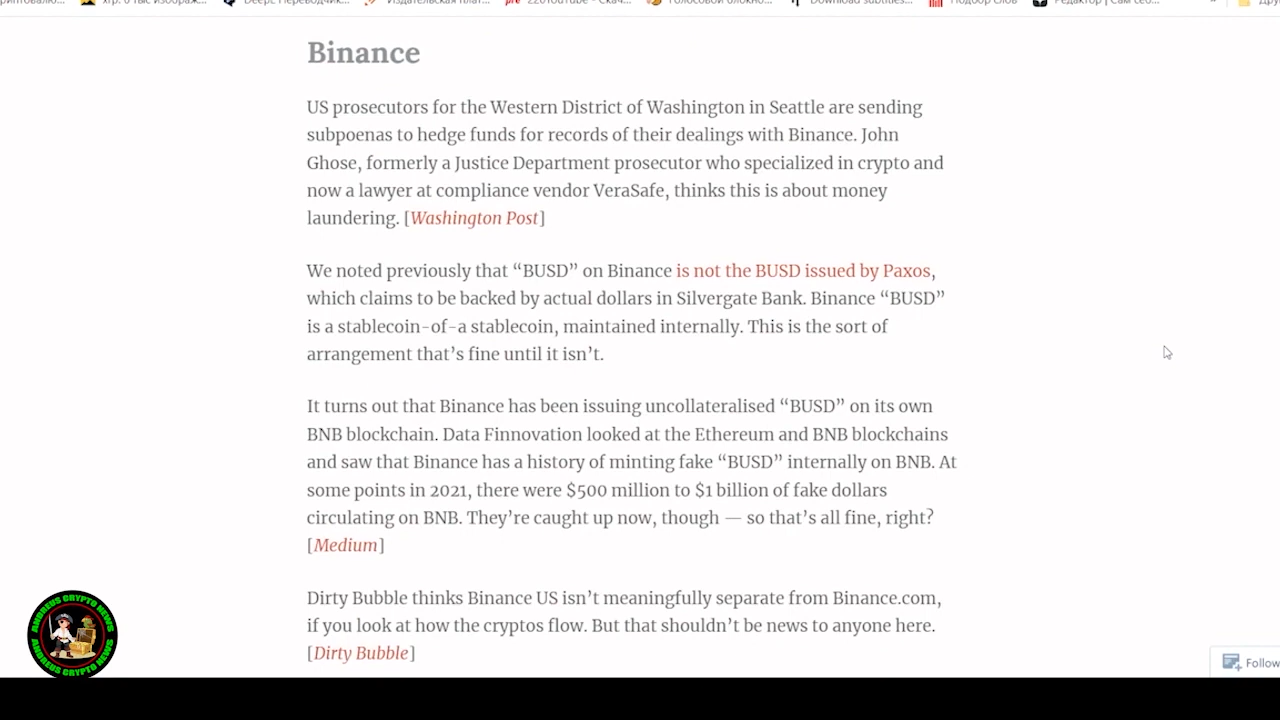 Binance
US prosecutors for the Western District of Washington in Seattle are sending
subpoenas to hedge funds for records of their dealings with Binance. John
Ghose, formerly a Justice Department prosecutor who specialized in crypto and
now a lawyer at compliance vendor VeraSafe, thinks this is about money
laundering. [Washington Post]
We noted previously that “BUSD” on Binance is not the BUSD issued by Paxos,
which claims to be backed by actual dollars in Silvergate Bank. Binance “BUSD”
is a stablecoin-of-a stablecoin, maintained internally. This is the sort of
arrangement that’s fine until it isn’t.
It turns out that Binance has been issuing uncollateralised “BUSD” on its own
BNB blockchain. Data Finnovation looked at the Ethereum and BNB blockchains
and saw that Binance has a history of minting fake “BUSD” internally on BNB. At
some points in 2021, there were $500 million to $1 billion of fake dollars
circulating on BNB. They’re caught up now, though — so that’s all fine, right?
[Medium]
Dirty Bubble thinks Binance US isn’t meaningfully separate from Binance.com,
if you look at how the cryptos flow. But that shouldn’t be news to anyone here.
[Dirty Bubble]
ANDREUS CRYPTO NEWS
ANDREUS CRYPTO NEWS
Follow